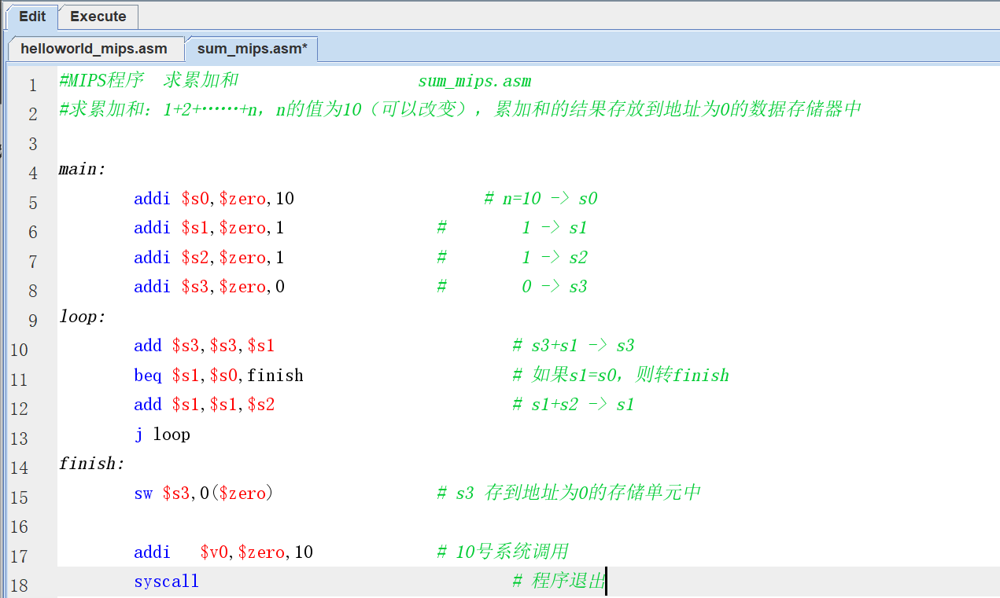 Edit Execute
helloworld_mips.asm sum_mips.asm*
1 #MIPS程序 求累加和 sum_mips.asm
2 #求累加和：1+2+……+n，n的值为10（可以改变），累加和的结果存放到地址为0的数据存储器中
3
4 main:
5 addi $s0,$zero,10 # n=10 -> s0
6 addi $s1,$zero,1 # 1 -> s1
7 addi $s2,$zero,1 # 1 -> s2
8 addi $s3,$zero,0 # 0 -> s3
9 loop:
10 add $s3,$s3,$s1 # s3+s1 -> s3
11 beq $s1,$s0,finish # 如果s1=s0，则转finish
12 add $s1,$s1,$s2 # s1+s2 -> s1
13 j loop
14 finish:
15 sw $s3,0($zero) # s3 存到地址为0的存储单元中
16
17 addi $v0,$zero,10 # 10号系统调用
18 syscall # 程序退出